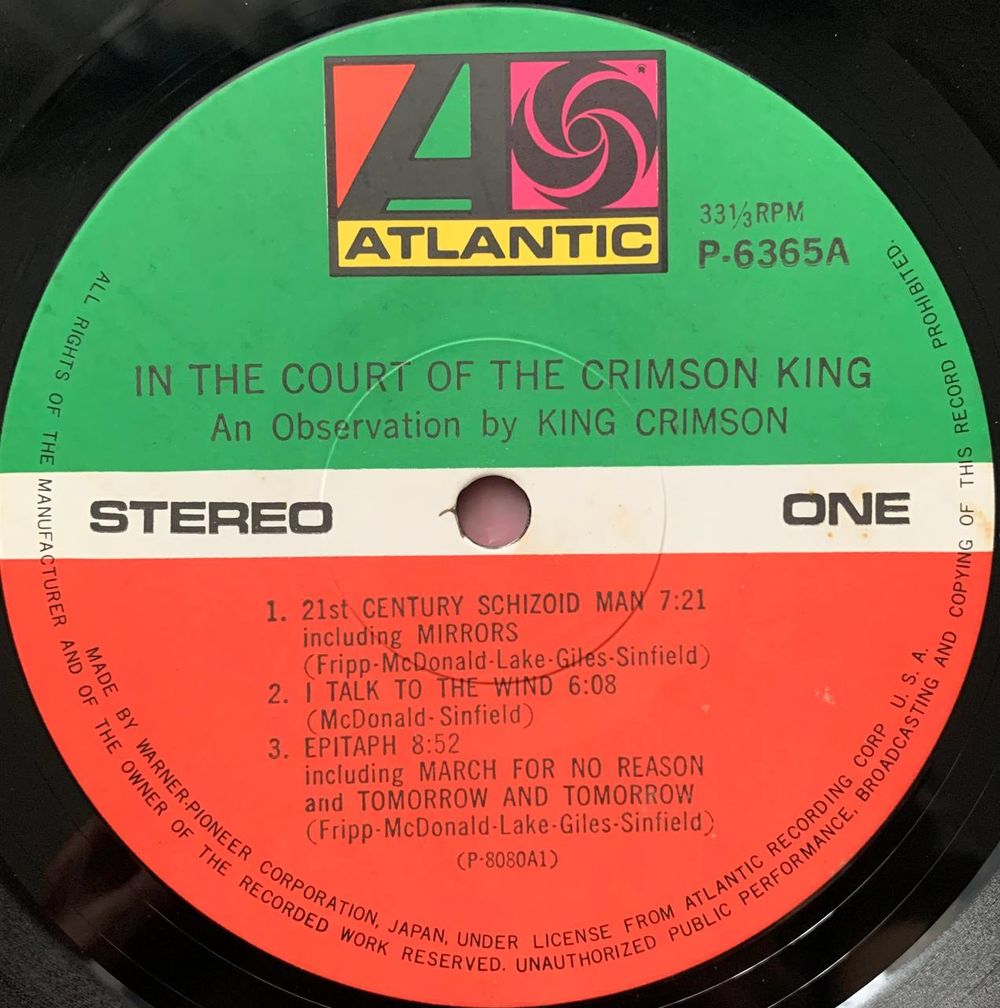 ®
ATLANTIC
33⅓RPM
P-6365A
IN THE COURT OF THE CRIMSON KING
An Observation by KING CRIMSON
STEREO
ONE
1. 21st CENTURY SCHIZOID MAN 7:21
including MIRRORS
(Fripp-McDonald-Lake-Giles-Sinfield)
2. I TALK TO THE WIND 6:08
(McDonald-Sinfield)
3. EPITAPH 8:52
including MARCH FOR NO REASON
and TOMORROW AND TOMORROW
(Fripp-McDonald-Lake-Giles-Sinfield)
(P-8080A1)
MADE BY WARNER-PIONEER CORPORATION, JAPAN, UNDER LICENSE FROM ATLANTIC RECORDING CORP. U. S. A.
ALL RIGHTS OF THE MANUFACTURER AND OF THE OWNER OF THE RECORDED WORK RESERVED. UNAUTHORIZED PUBLIC PERFORMANCE, BROADCASTING AND COPYING OF THIS RECORD PROHIBITED.